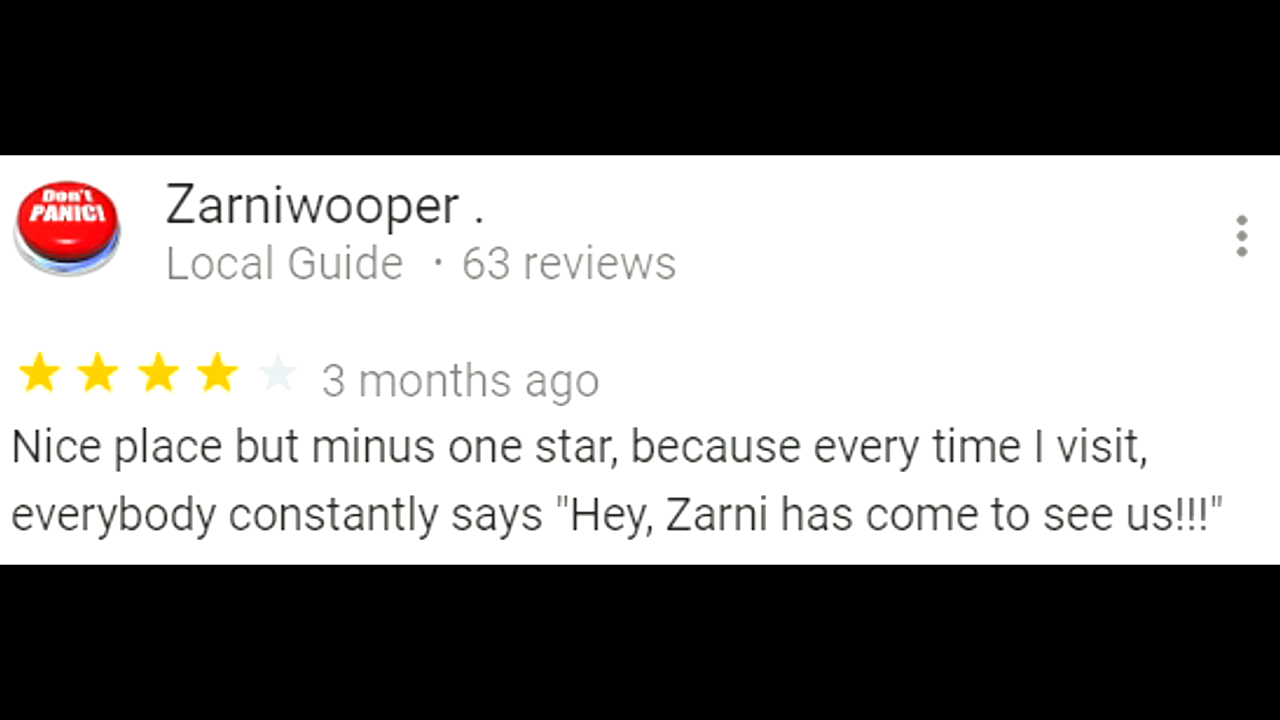 Don't
PANIC!
Zarniwooper .
Local Guide · 63 reviews
3 months ago
Nice place but minus one star, because every time I visit,
everybody constantly says "Hey, Zarni has come to see us!!!"